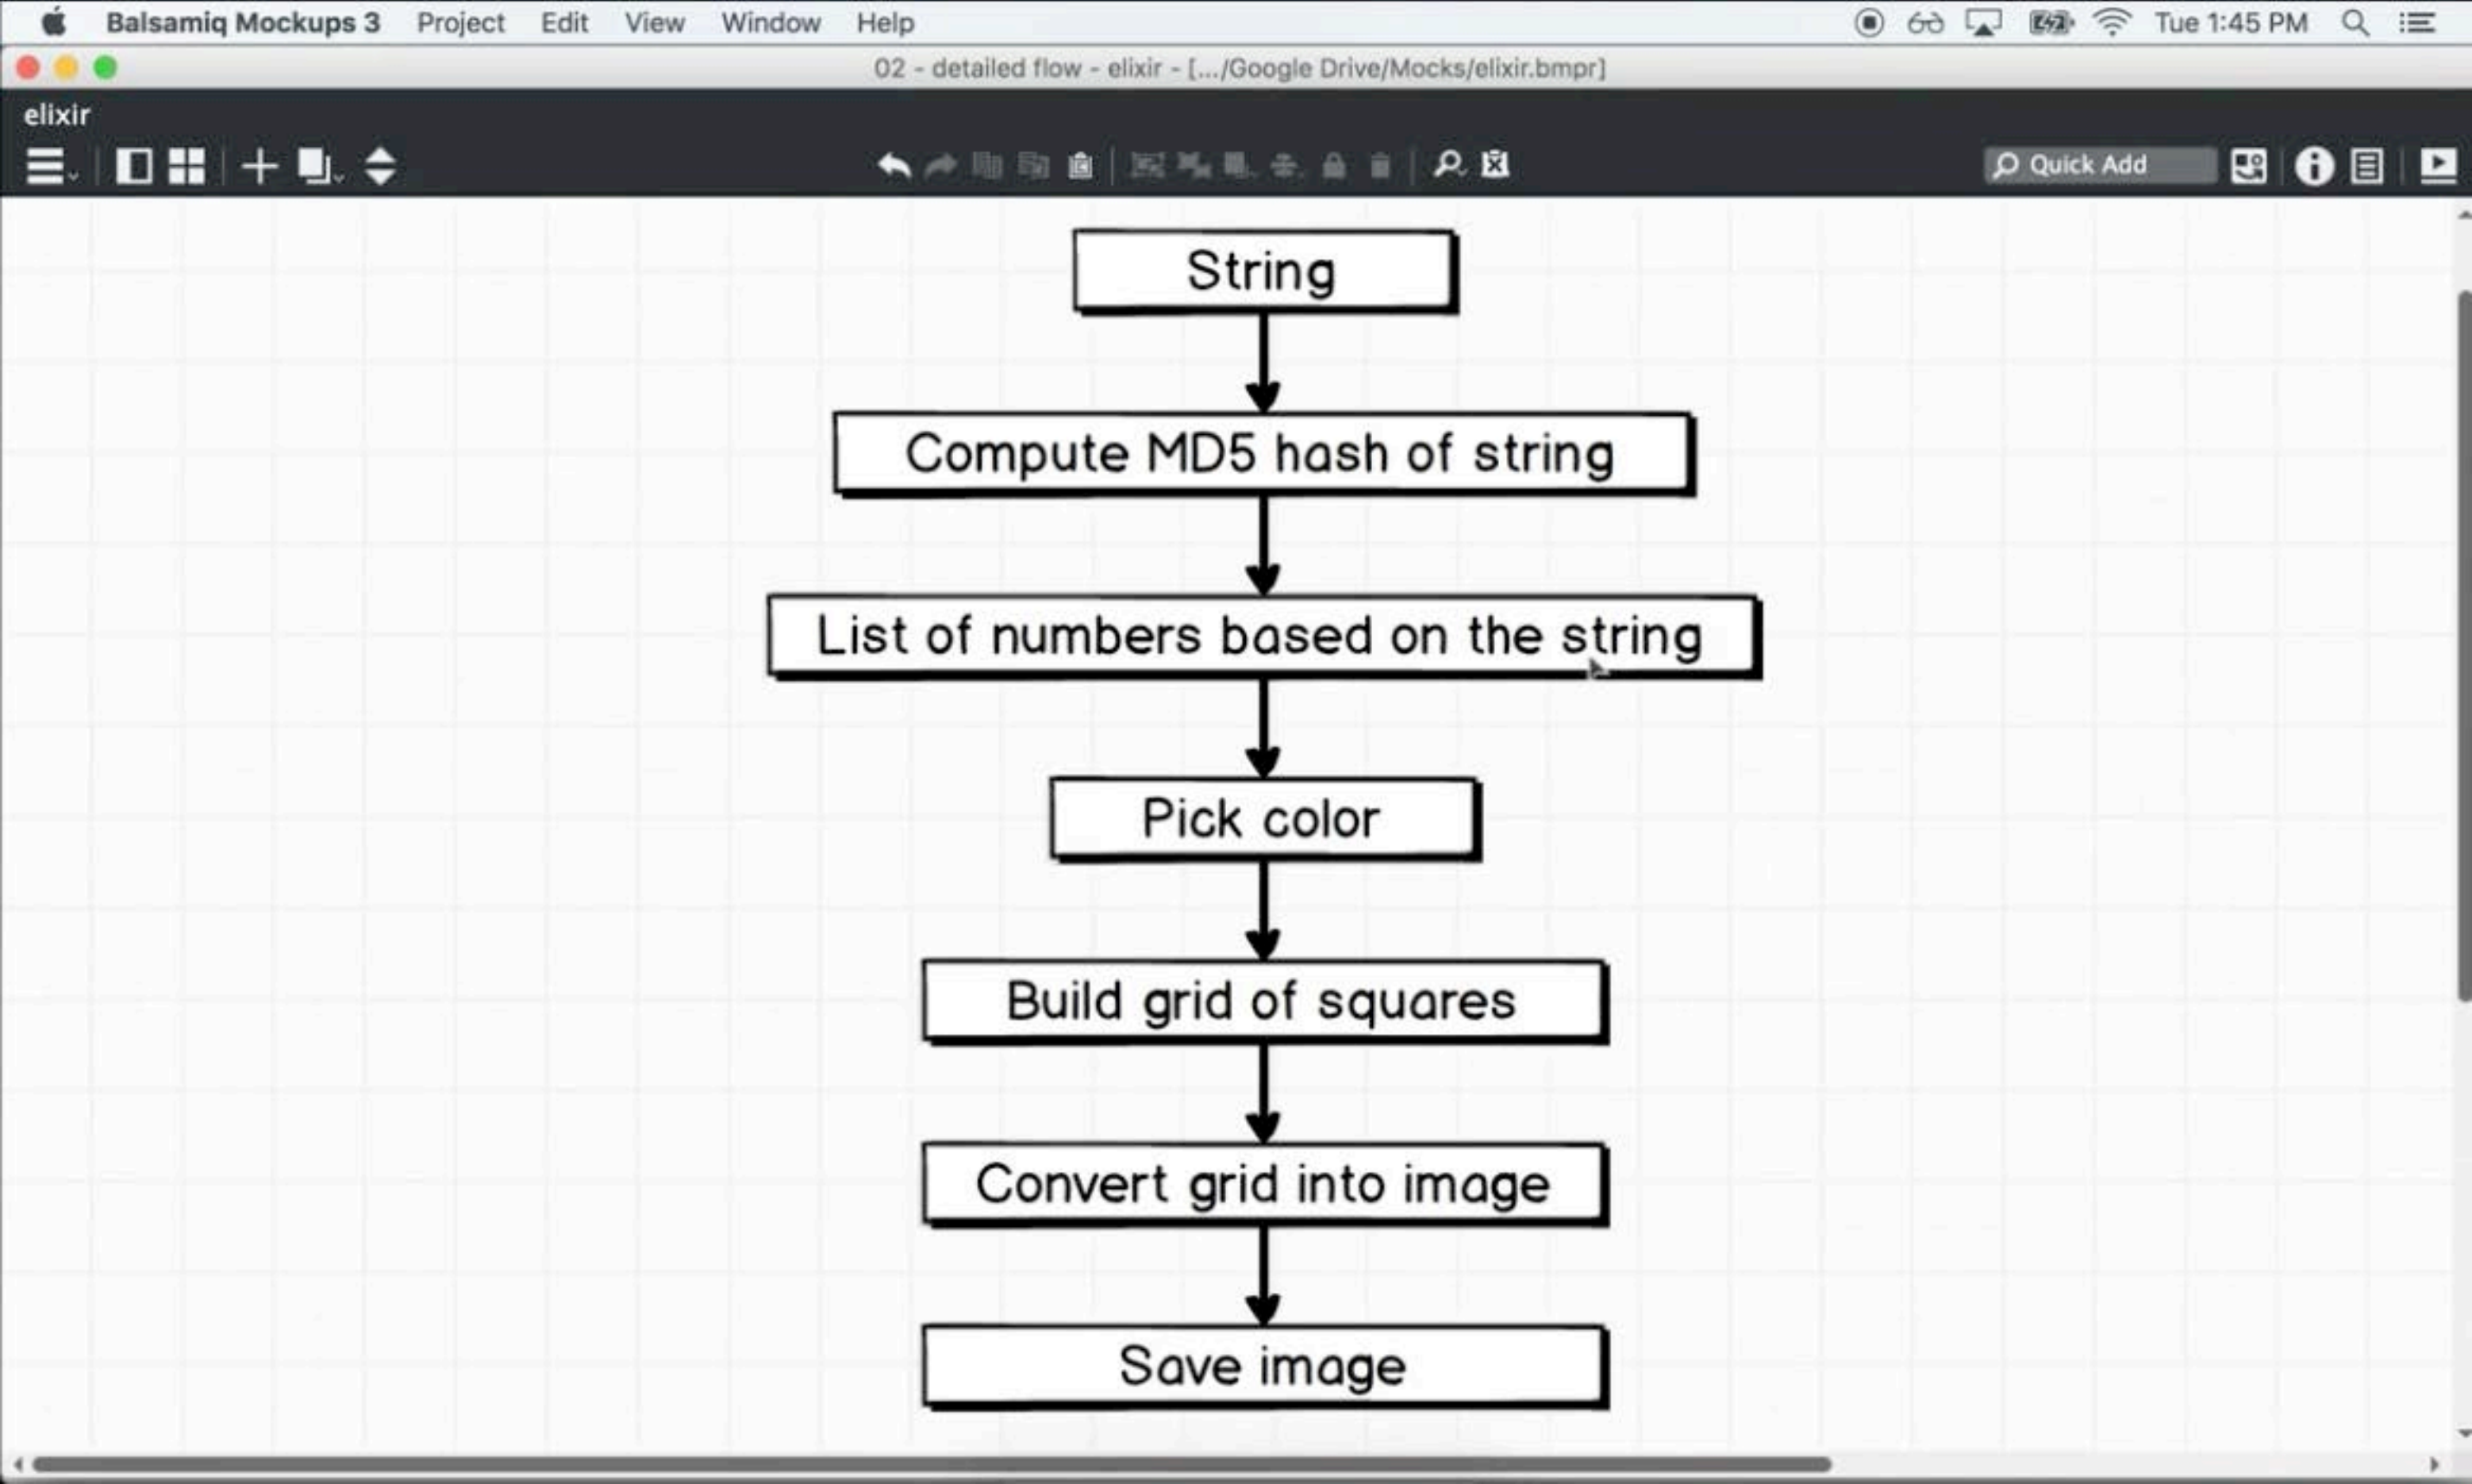 Balsamiq Mockups 3 Project Edit View Window Help Tue 1:45 PM
02 - detailed flow - elixir - [.../Google Drive/Mocks/elixir.bmpr]
elixir
Quick Add
String
Compute MD5 hash of string
List of numbers based on the string
Pick color
Build grid of squares
Convert grid into image
Save image